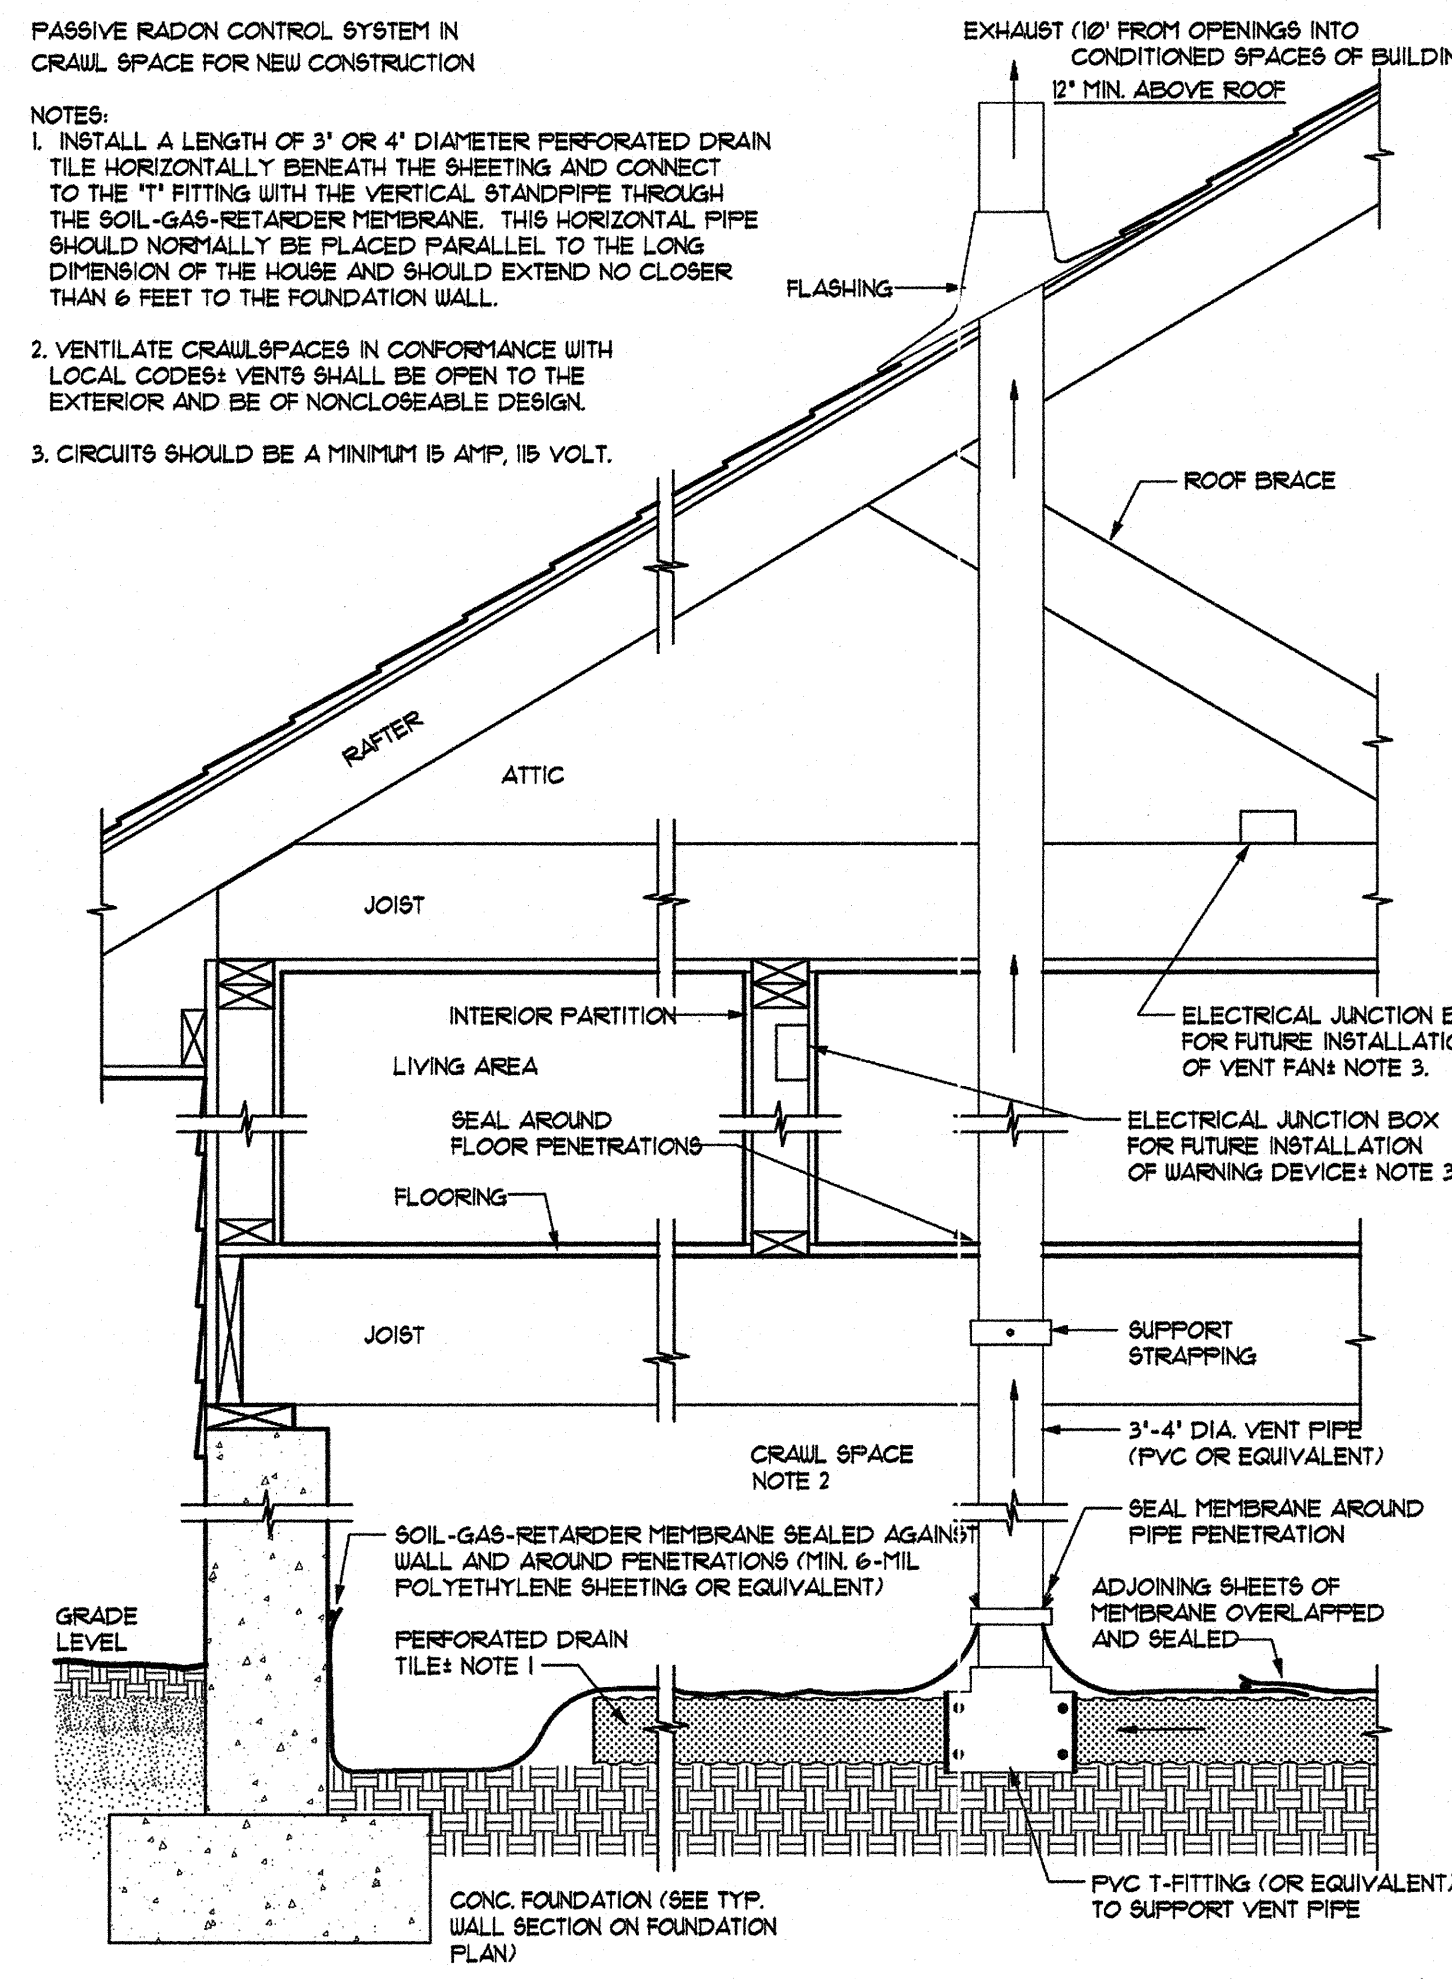 PASSIVE RADON CONTROL SYSTEM IN
CRAWL SPACE FOR NEW CONSTRUCTION
NOTES:
1. INSTALL A LENGTH OF 3" OR 4" DIAMETER PERFORATED DRAIN
TILE HORIZONTALLY BENEATH THE SHEETING AND CONNECT
TO THE "T" FITTING WITH THE VERTICAL STANDPIPE THROUGH
THE SOIL-GAS-RETARDER MEMBRANE. THIS HORIZONTAL PIPE
SHOULD NORMALLY BE PLACED PARALLEL TO THE LONG
DIMENSION OF THE HOUSE AND SHOULD EXTEND NO CLOSER
THAN 6 FEET TO THE FOUNDATION WALL.
2. VENTILATE CRAWLSPACES IN CONFORMANCE WITH
LOCAL CODES± VENTS SHALL BE OPEN TO THE
EXTERIOR AND BE OF NONCLOSEABLE DESIGN.
3. CIRCUITS SHOULD BE A MINIMUM 15 AMP, 115 VOLT.
EXHAUST (10' FROM OPENINGS INTO
CONDITIONED SPACES OF BUILDIN
12" MIN. ABOVE ROOF
FLASHING
ROOF BRACE
RAFTER
ATTIC
JOIST
INTERIOR PARTITION
LIVING AREA
ELECTRICAL JUNCTION B
FOR FUTURE INSTALLATIO
OF VENT FAN± NOTE 3.
SEAL AROUND
FLOOR PENETRATIONS
ELECTRICAL JUNCTION BOX
FOR FUTURE INSTALLATION
OF WARNING DEVICE± NOTE 3
FLOORING
JOIST
SUPPORT
STRAPPING
3"-4" DIA. VENT PIPE
(PVC OR EQUIVALENT)
CRAWL SPACE
NOTE 2
SEAL MEMBRANE AROUND
PIPE PENETRATION
SOIL-GAS-RETARDER MEMBRANE SEALED AGAINST
WALL AND AROUND PENETRATIONS (MIN. 6-MIL
POLYETHYLENE SHEETING OR EQUIVALENT)
ADJOINING SHEETS OF
MEMBRANE OVERLAPPED
AND SEALED
GRADE
LEVEL
PERFORATED DRAIN
TILE± NOTE 1
PVC T-FITTING (OR EQUIVALENT)
TO SUPPORT VENT PIPE
CONC. FOUNDATION (SEE TYP.
WALL SECTION ON FOUNDATION
PLAN)